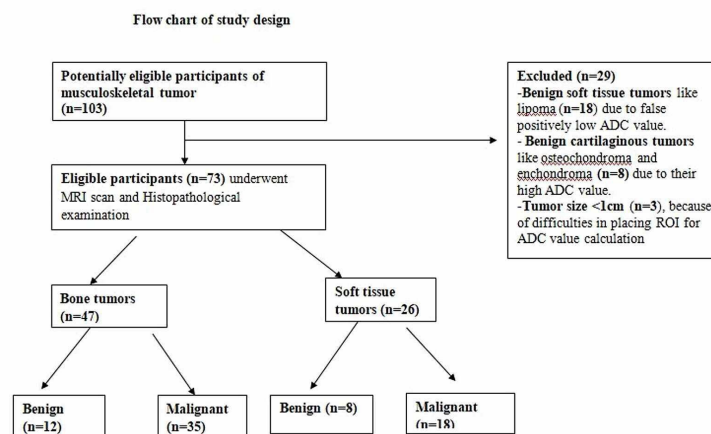 Flow chart of study design
Potentially eligible participants of
musculoskeletal tumor
(n=103)
Excluded (n=29)
-Benign soft tissue tumors like
lipoma (n=18) due to false
positively low ADC value.
- Benign cartilaginous tumors
like osteochondroma and
enchondroma (n=8) due to their
high ADC value.
-Tumor size <1cm (n=3), because
of difficulties in placing ROI for
ADC value calculation
Eligible participants (n=73) underwent
MRI scan and Histopathological
examination
Bone tumors
(n=47)
Soft tissue
tumors (n=26)
Benign
(n=12)
Malignant
(n=35)
Benign (n=8)
Malignant
(n=18)